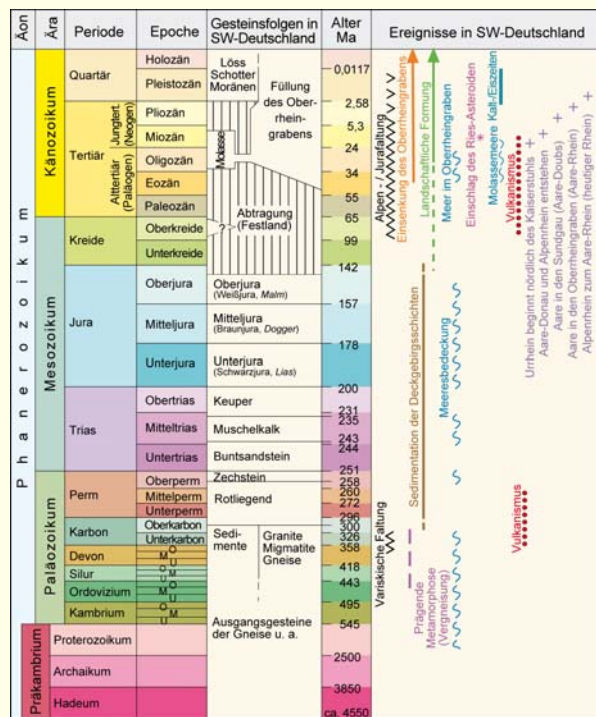 Äon
Ära
Periode
Epoche
Gesteinsfolgen in
SW-Deutschland
Alter
Ma
Ereignisse in SW-Deutschland
Phanerozoikum
Känozoikum
Quartär
Holozän
Pleistozän
Löss
Schotter
Moränen
Füllung
des Ober-
rhein-
grabens
0,0117
2,58
Tertiär
Jungtert.
(Neogen)
Alttertiär
(Paläogen)
Pliozän
Miozän
Oligozän
Eozän
Paleozän
Molasse
5,3
24
34
55
65
Mesozoikum
Kreide
Oberkreide
Unterkreide
?
Abtragung
(Festland)
99
142
Jura
Oberjura
Mitteljura
Unterjura
Oberjura
(Weißjura, Malm)
Mitteljura
(Braunjura, Dogger)
Unterjura
(Schwarzjura, Lias)
157
178
200
Trias
Obertrias
Mitteltrias
Untertrias
Keuper
Muschelkalk
Buntsandstein
231
235
243
244
251
Paläozoikum
Perm
Oberperm
Mittelperm
Unterperm
Zechstein
Rotliegend
258
260
272
296
Karbon
Oberkarbon
Unterkarbon
Sedi-
mente
Granite
Migmatite
Gneise
300
326
358
Devon
O
M
U
418
Silur
O
M
U
443
Ordovizium
O
M
U
495
Kambrium
O
M
U
545
Ausgangsgesteine
der Gneise u. a.
Präkambrium
Proterozoikum
2500
Archaikum
3850
Hadeum
ca. 4550
Alpen- / Jurafaltung
Variskische Faltung
Einsenkung des Oberrheingrabens
Landschaftliche Formung
Meer im Oberrheingraben
Einschlag des Ries-Asteroiden
Molassemeere
Kalt-/Eiszeiten
Vulkanismus
Urrhein beginnt nördlich des Kaiserstuhls
Aare-Donau und Alpenrhein entstehen
Aare in den Sundgau (Aare-Doubs)
Aare in den Oberrheingraben (Aare-Rhein)
Alpenrhein zum Aare-Rhein (heutiger Rhein)
Sedimentation der Deckgebirgsschichten
Meeresbedeckung
Vulkanismus
Prägende
Metamorphose
(Vergneisung)